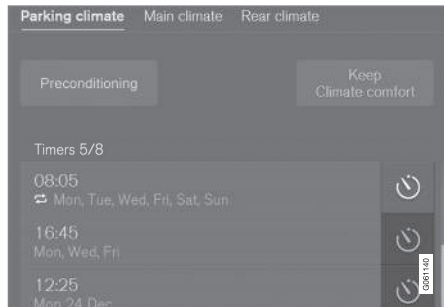 Parking climate Main climate Rear climate
Preconditioning
Keep
Climate comfort
Timers 5/8
08:05
Mon, Tue, Wed, Fri, Sat, Sun
16:45
Mon, Wed, Fri
12:25
Mon 24 Dec
G061140